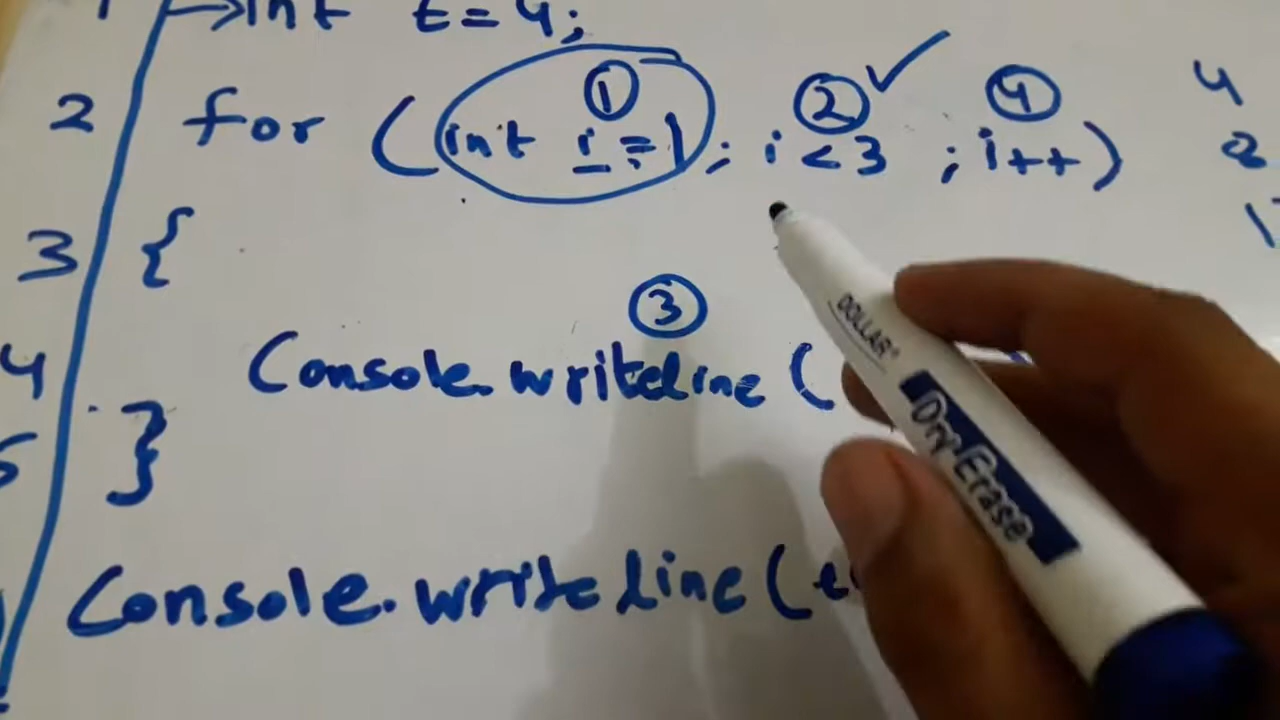 1 → int t = 4;
2 for ( int i = 1 ; i < 3 ; i++ )
① ② ✓ ④
3 {
③
4 Console.writeline (
5 }
Console.writeline (t
4
8
DOLLAR®
Dry Erase